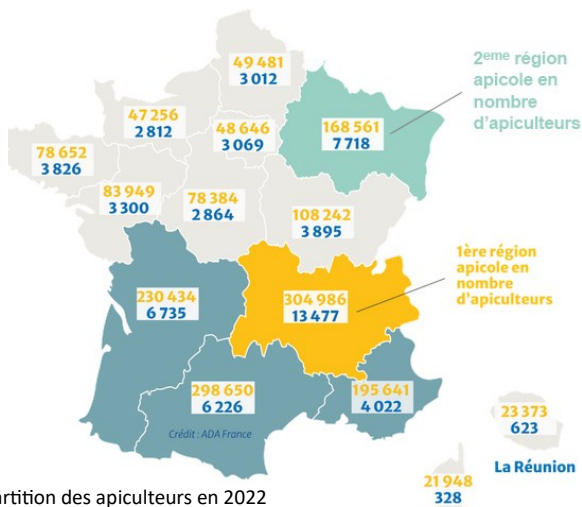 49 481
3 012
2eme région
apicole en
nombre
d'apiculteurs
47 256
2 812
48 646
3 069
168 561
7 718
78 652
3 826
83 949
3 300
78 384
2 864
108 242
3 895
1ère région
apicole en
nombre
d'apiculteurs
230 434
6 735
304 986
13 477
298 650
6 226
195 641
4 022
Crédit : ADA France
23 373
623
La Réunion
21 948
328
artition des apiculteurs en 2022